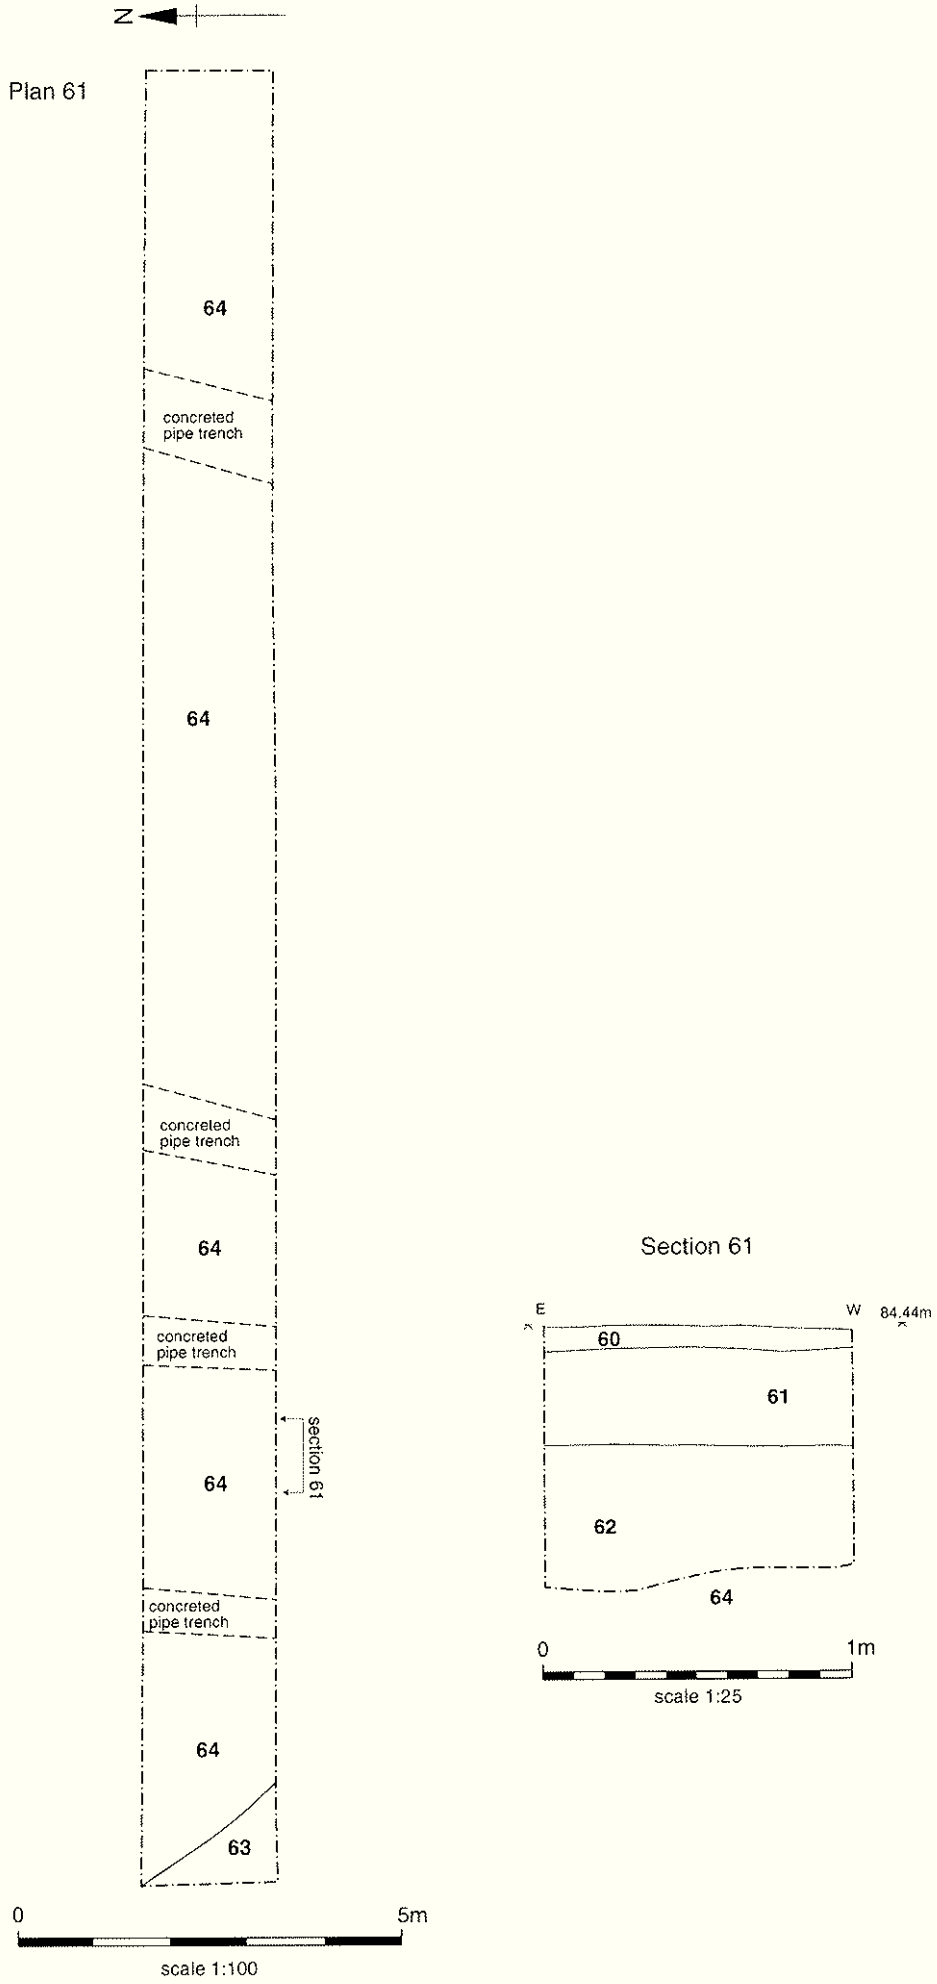 N
Plan 61
64
concreted
pipe trench
64
concreted
pipe trench
64
concreted
pipe trench
section 61
64
concreted
pipe trench
64
63
0 5m
scale 1:100
Section 61
E W 84.44m
60
61
62
64
0 1m
scale 1:25